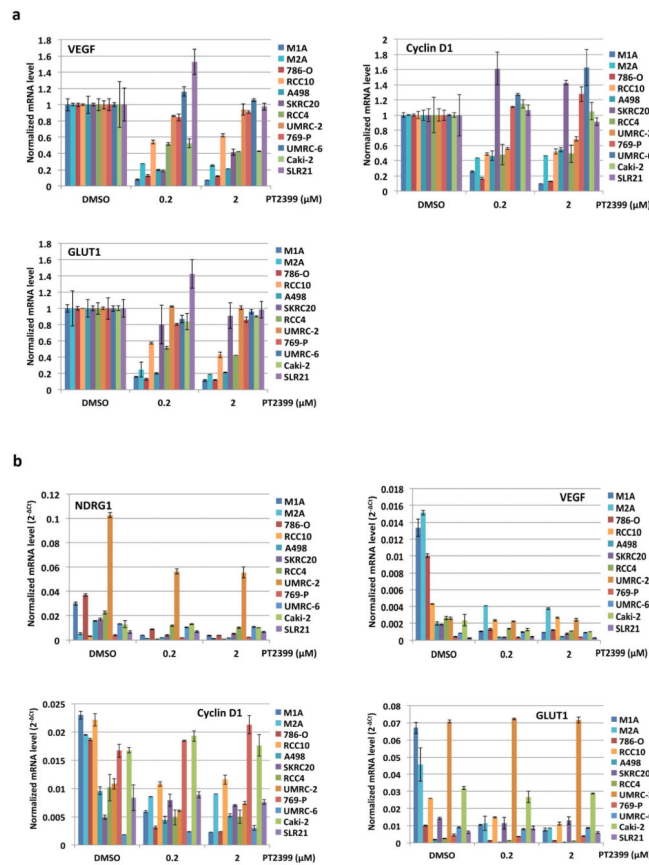 a
VEGF
Normalized mRNA level
1.8
1.6
1.4
1.2
1
0.8
0.6
0.4
0.2
0
DMSO 0.2 2 PT2399 (µM)
M1A
M2A
786-O
RCC10
A498
SKRC20
RCC4
UMRC-2
769-P
UMRC-6
Caki-2
SLR21
Cyclin D1
Normalized mRNA level
2
1.8
1.6
1.4
1.2
1
0.8
0.6
0.4
0.2
0
DMSO 0.2 2 PT2399 (µM)
M1A
M2A
786-O
RCC10
A498
SKRC20
RCC4
UMRC-2
769-P
UMRC-6
Caki-2
SLR21
GLUT1
Normalized mRNA level
1.8
1.6
1.4
1.2
1
0.8
0.6
0.4
0.2
0
DMSO 0.2 2 PT2399 (µM)
M1A
M2A
786-O
RCC10
A498
SKRC20
RCC4
UMRC-2
769-P
UMRC-6
Caki-2
SLR21
b
NDRG1
Normalized mRNA level (2^-ΔCt)
0.12
0.1
0.08
0.06
0.04
0.02
0
DMSO 0.2 2 PT2399 (µM)
M1A
M2A
786-O
RCC10
A498
SKRC20
RCC4
UMRC-2
769-P
UMRC-6
Caki-2
SLR21
VEGF
Normalized mRNA level (2^-ΔCt)
0.018
0.016
0.014
0.012
0.01
0.008
0.006
0.004
0.002
0
DMSO 0.2 2 PT2399 (µM)
M1A
M2A
786-O
RCC10
A498
SKRC20
RCC4
UMRC-2
769-P
UMRC-6
Caki-2
SLR21
Cyclin D1
Normalized mRNA level (2^-ΔCt)
0.025
0.02
0.015
0.01
0.005
0
DMSO 0.2 2 PT2399 (µM)
M1A
M2A
786-O
RCC10
A498
SKRC20
RCC4
UMRC-2
769-P
UMRC-6
Caki-2
SLR21
GLUT1
Normalized mRNA level (2^-ΔCt)
0.08
0.07
0.06
0.05
0.04
0.03
0.02
0.01
0
DMSO 0.2 2 PT2399 (µM)
M1A
M2A
786-O
RCC10
A498
SKRC20
RCC4
UMRC-2
769-P
UMRC-6
Caki-2
SLR21